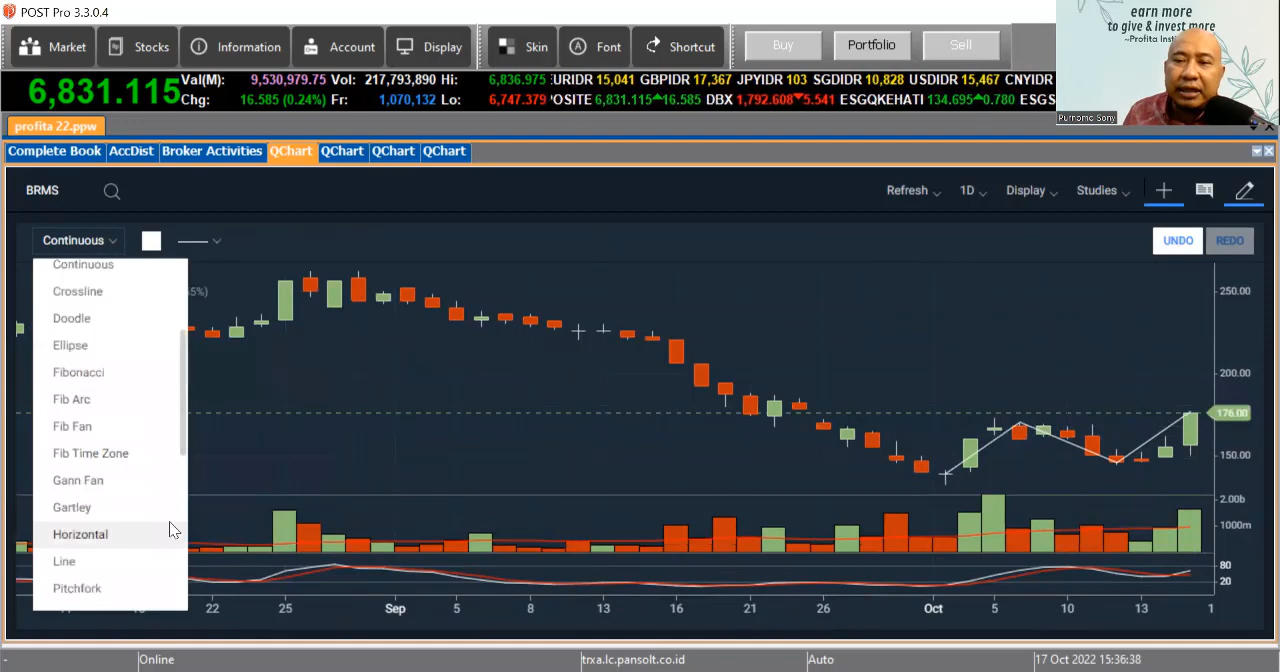 POST Pro 3.3.0.4
Market Stocks Information Account Display Skin Font Shortcut Buy Portfolio Sell
earn more
to give & invest more
Purnomo Sony
6,831.115
Val(M): 9,530,979.75 Vol: 217,793,890 Hi: 6,836.975 URIDR 15,041 GBPIDR 17,367 JPYIDR 103 SGDIDR 10,828 USDIDR 15,467 CNYIDR
Chg: 16.585 (0.24%) Fr: 1,070,132 Lo: 6,747.379 'OSITE 6,831.115 16.585 DBX 1,792.608 5.541 ESGQKEHATI 134.695 0.780 ESGS
profita 22.ppw
Complete Book AccDist Broker Activities QChart QChart QChart QChart
BRMS Refresh 1D Display Studies
Continuous UNDO REDO
Continuous
Crossline
Doodle
Ellipse
Fibonacci
Fib Arc
Fib Fan
Fib Time Zone
Gann Fan
Gartley
Horizontal
Line
Pitchfork
5%)
250.00
200.00
176.00
150.00
2.00b
1000m
80
20
22 25 Sep 5 8 13 16 21 26 Oct 5 10 13 1
- Online trxa.lc.pansolt.co.id Auto 17 Oct 2022 15:36:38